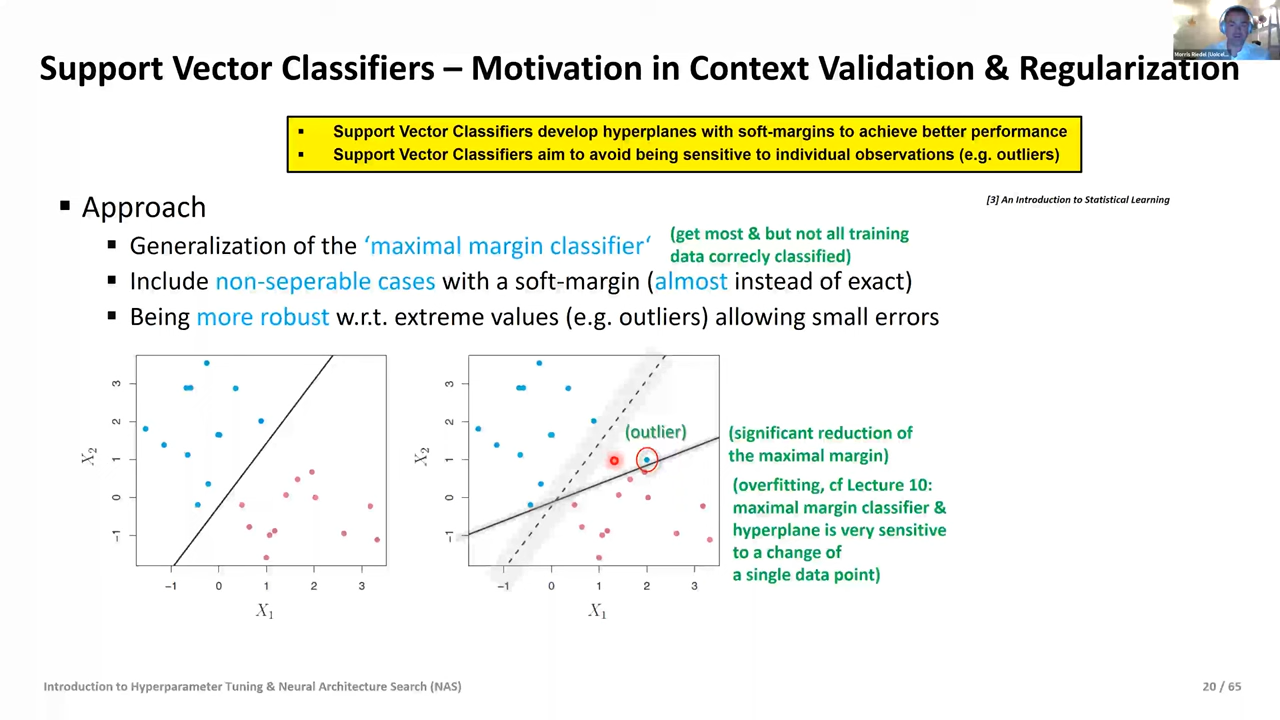 Support Vector Classifiers – Motivation in Context Validation & Regularization
▪ Support Vector Classifiers develop hyperplanes with soft-margins to achieve better performance
▪ Support Vector Classifiers aim to avoid being sensitive to individual observations (e.g. outliers)
[3] An Introduction to Statistical Learning
▪ Approach
▪ Generalization of the ‘maximal margin classifier‘
(get most & but not all training
data correcly classified)
▪ Include non-seperable cases with a soft-margin (almost instead of exact)
▪ Being more robust w.r.t. extreme values (e.g. outliers) allowing small errors
3
2
1
0
−1
X2
−1 0 1 2 3
X1
3
2
1
0
−1
X2
−1 0 1 2 3
X1
(outlier)
(significant reduction of
the maximal margin)
(overfitting, cf Lecture 10:
maximal margin classifier &
hyperplane is very sensitive
to a change of
a single data point)
Introduction to Hyperparameter Tuning & Neural Architecture Search (NAS)
20 / 65